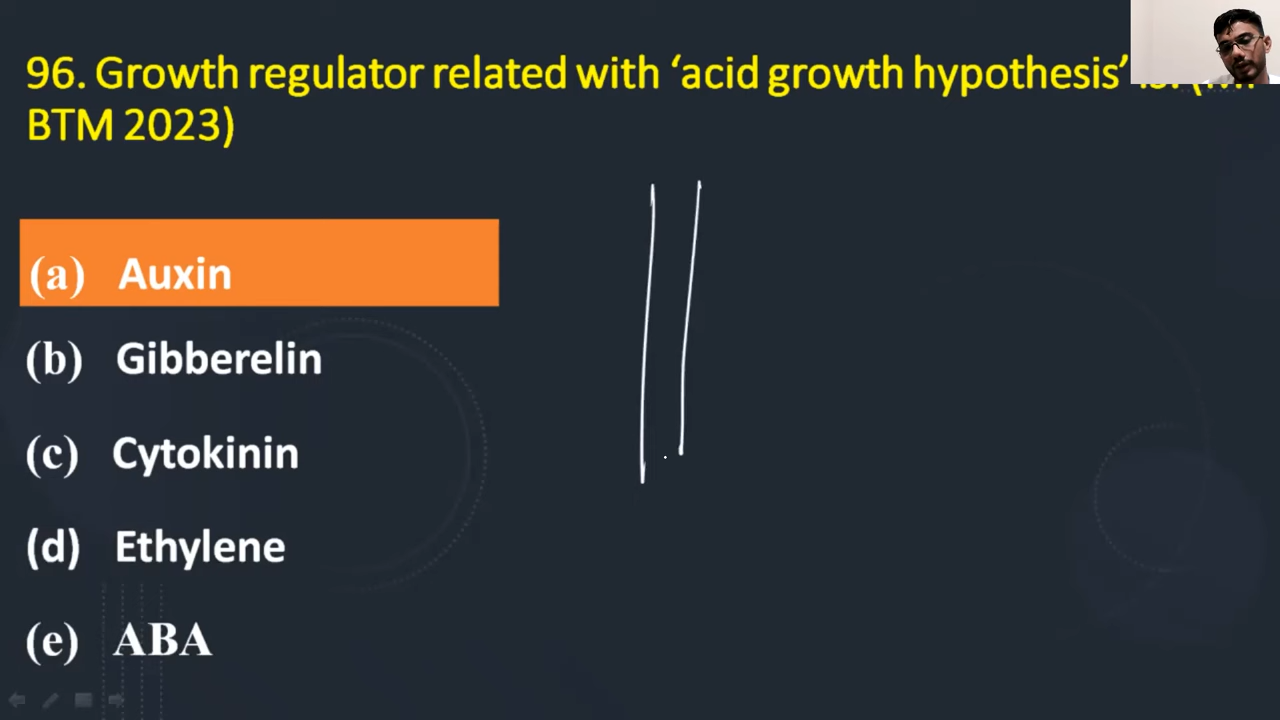 96. Growth regulator related with ‘acid growth hypothesis’
BTM 2023)
(a) Auxin
(b) Gibberelin
(c) Cytokinin
(d) Ethylene
(e) ABA